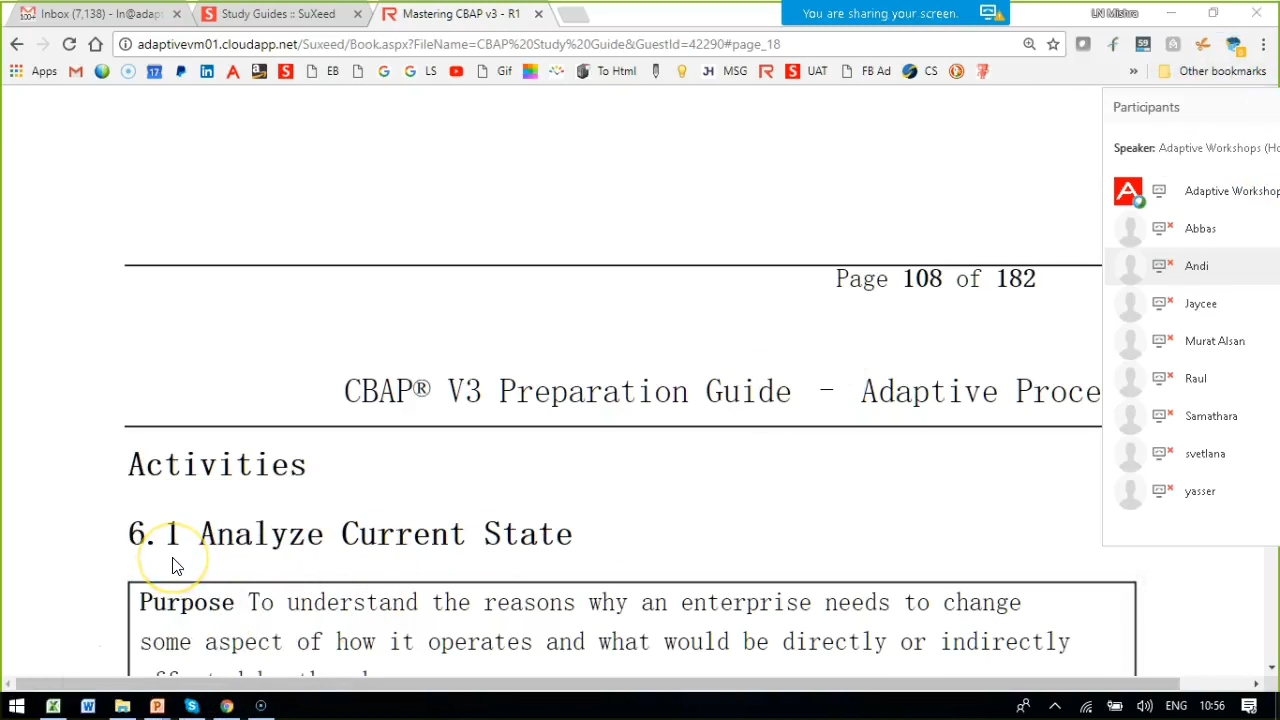 Inbox (7,138) - ln@adap
Study Guides :: SuXeed
Mastering CBAP v3 - R1
You are sharing your screen.
LN Mishra
adaptivevm01.cloudapp.net/Suxeed/Book.aspx?FileName=CBAP%20Study%20Guide&GuestId=42290#page_18
Apps EB LS Gif To Html MSG UAT FB Ad CS » Other bookmarks
Participants
Speaker: Adaptive Workshops (Ho
Adaptive Workshop
Abbas
Andi
Jaycee
Murat Alsan
Raul
Samathara
svetlana
yasser
Page 108 of 182
CBAP® V3 Preparation Guide – Adaptive Proce
Activities
6.1 Analyze Current State
Purpose To understand the reasons why an enterprise needs to change
some aspect of how it operates and what would be directly or indirectly
ENG 10:56